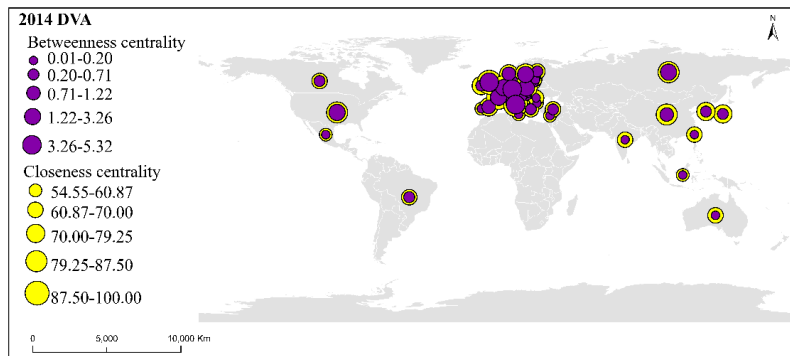 2014 DVA
N
Betweenness centrality
0.01-0.20
0.20-0.71
0.71-1.22
1.22-3.26
3.26-5.32
Closeness centrality
54.55-60.87
60.87-70.00
70.00-79.25
79.25-87.50
87.50-100.00
0 5,000 10,000 Km